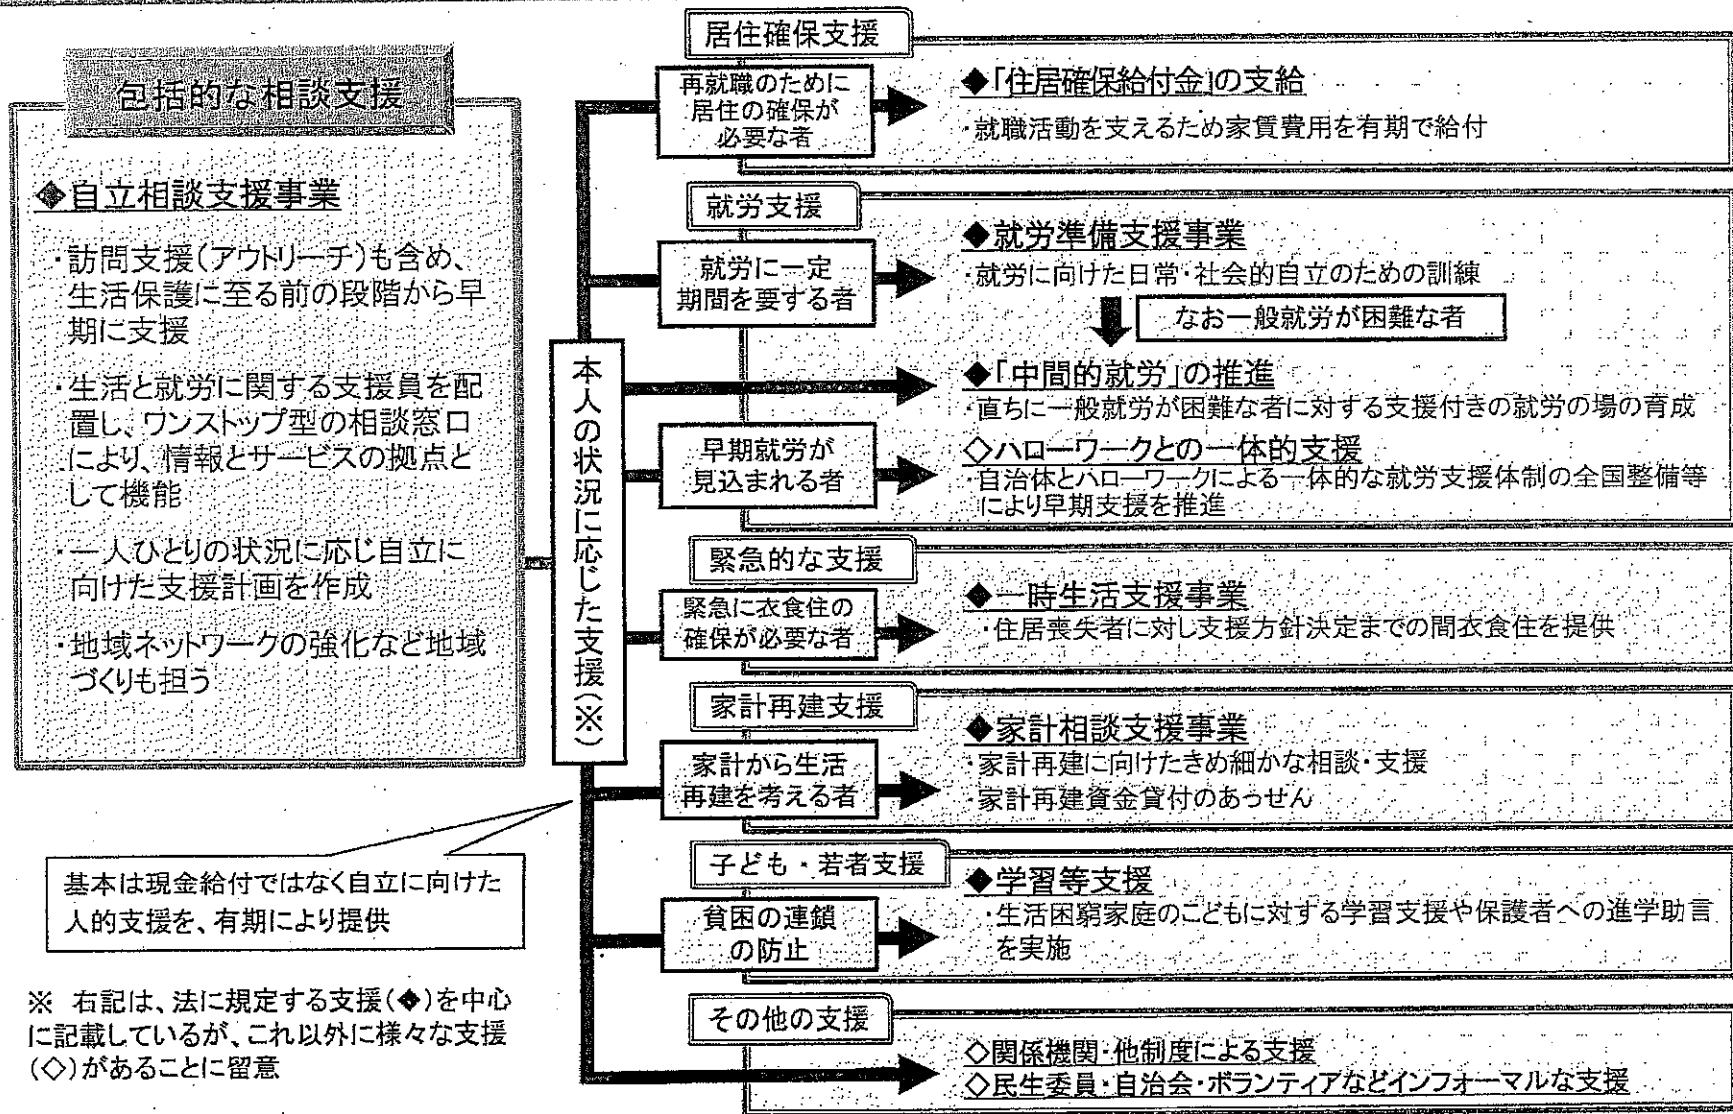 包括的な相談支援
◆自立相談支援事業
・訪問支援(アウトリーチ)も含め、
生活保護に至る前の段階から早
期に支援
・生活と就労に関する支援員を配
置し、ワンストップ型の相談窓口
により、情報とサービスの拠点と
して機能
・一人ひとりの状況に応じ自立に
向けた支援計画を作成
・地域ネットワークの強化など地域
づくりも担う
本人の状況に応じた支援(※)
基本は現金給付ではなく自立に向けた
人的支援を、有期により提供
※ 右記は、法に規定する支援(◆)を中心
に記載しているが、これ以外に様々な支援
(◇)があることに留意
居住確保支援
再就職のために
居住の確保が
必要な者
◆「住居確保給付金」の支給
・就職活動を支えるため家賃費用を有期で給付
就労支援
就労に一定
期間を要する者
◆就労準備支援事業
・就労に向けた日常・社会的自立のための訓練
なお一般就労が困難な者
◆「中間的就労」の推進
・直ちに一般就労が困難な者に対する支援付きの就労の場の育成
早期就労が
見込まれる者
◇ハローワークとの一体的支援
・自治体とハローワークによる一体的な就労支援体制の全国整備等
により早期支援を推進
緊急的な支援
緊急に衣食住の
確保が必要な者
◆一時生活支援事業
・住居喪失者に対し支援方針決定までの間衣食住を提供
家計再建支援
家計から生活
再建を考える者
◆家計相談支援事業
・家計再建に向けたきめ細かな相談・支援
・家計再建資金貸付のあっせん
子ども・若者支援
貧困の連鎖
の防止
◆学習等支援
・生活困窮家庭のこどもに対する学習支援や保護者への進学助言
を実施
その他の支援
◇関係機関・他制度による支援
◇民生委員・自治会・ボランティアなどインフォーマルな支援